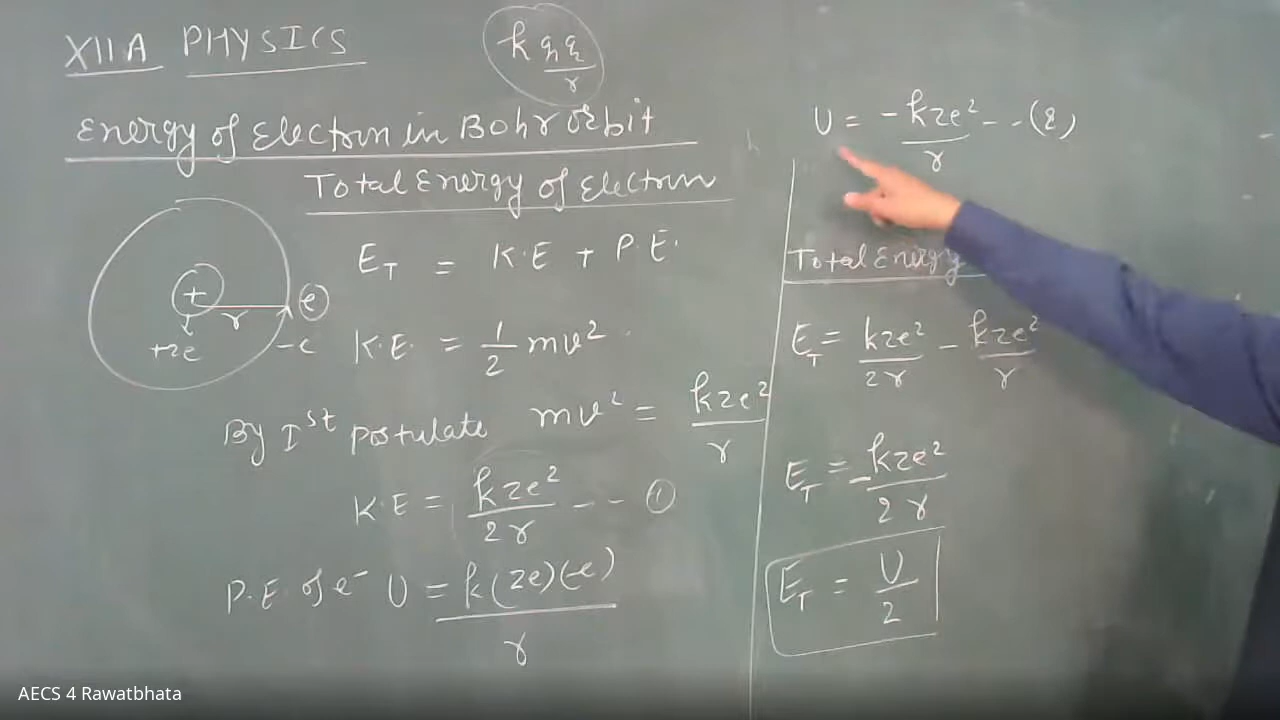 XII A PHYSICS
k q₁ q₂ / r
Energy of Electron in Bohr orbit
Total Energy of Electron
+
r
e
+ze
-e
E_T = K.E + P.E.
K.E. = 1/2 mv²
By Ist postulate mv² = kze²/r
K.E = kze²/2r -- ①
P.E of e⁻ U = k(ze)(-e)/r
U = -kze²/r --(2)
Total Energy
E_T = kze²/2r - kze²/r
E_T = -kze²/2r
E_T = U/2
AECS 4 Rawatbhata